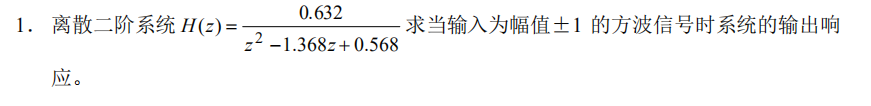 1. 离散二阶系统 H(z) = 0.632 / (z² −1.368z + 0.568) 求当输入为幅值±1 的方波信号时系统的输出响
应。